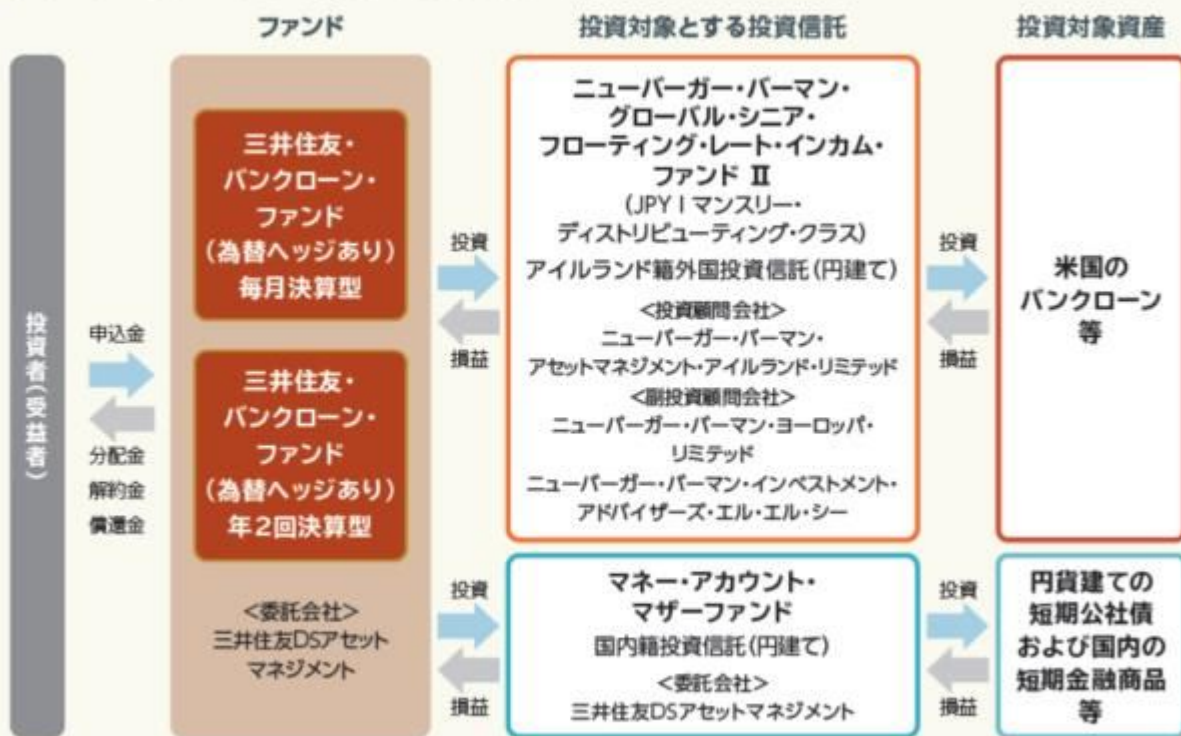 ファンド
投資対象とする投資信託
投資対象資産
投資者(受益者)
申込金
分配金
解約金
償還金
三井住友・
バンクローン・
ファンド
(為替ヘッジあり)
毎月決算型
三井住友・
バンクローン・
ファンド
(為替ヘッジあり)
年2回決算型
<委託会社>
三井住友DSアセット
マネジメント
投資
損益
ニューバーガー・バーマン・
グローバル・シニア・
フローティング・レート・インカム・
ファンド Ⅱ
(JPY I マンスリー・
ディストリビューティング・クラス)
アイルランド籍外国投資信託(円建て)
<投資顧問会社>
ニューバーガー・バーマン・
アセットマネジメント・アイルランド・リミテッド
<副投資顧問会社>
ニューバーガー・バーマン・ヨーロッパ・
リミテッド
ニューバーガー・バーマン・インベストメント・
アドバイザーズ・エル・エル・シー
投資
損益
米国の
バンクローン
等
投資
損益
マネー・アカウント・
マザーファンド
国内籍投資信託(円建て)
<委託会社>
三井住友DSアセットマネジメント
投資
損益
円貨建ての
短期公社債
および国内の
短期金融商品
等